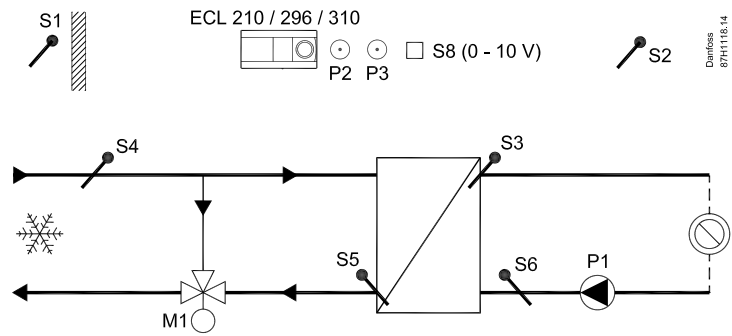 S1
ECL 210 / 296 / 310
P2
P3
S8 (0 - 10 V)
S2
Danfoss
87H1118.14
S4
S3
S5
S6
P1
M1